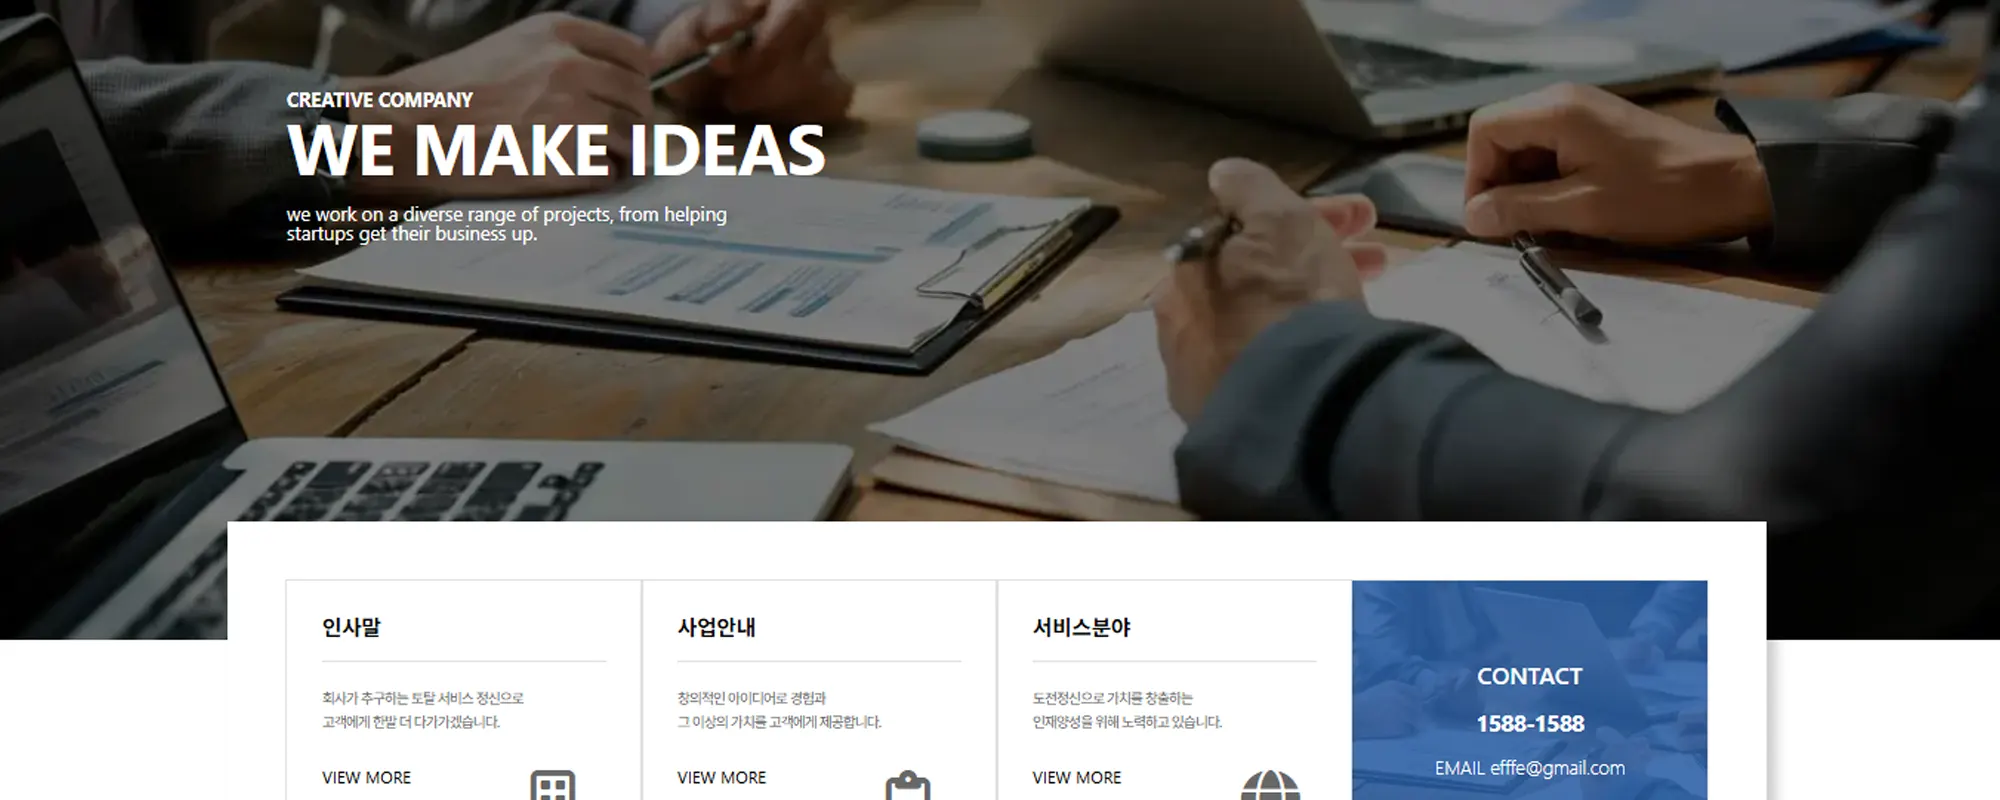 CREATIVE COMPANY
WE MAKE IDEAS
we work on a diverse range of projects, from helping
startups get their business up.
인사말
회사가 추구하는 토탈 서비스 정신으로
고객에게 한발 더 다가가겠습니다.
VIEW MORE
사업안내
창의적인 아이디어로 경험과
그 이상의 가치를 고객에게 제공합니다.
VIEW MORE
서비스분야
도전정신으로 가치를 창출하는
인재양성을 위해 노력하고 있습니다.
VIEW MORE
CONTACT
1588-1588
EMAIL efffe@gmail.com